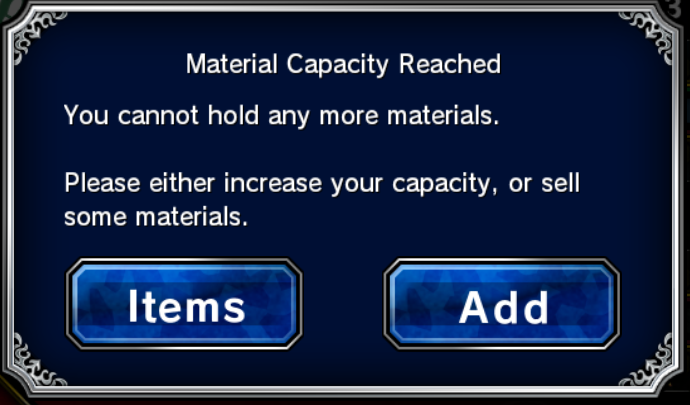 Material Capacity Reached
You cannot hold any more materials.
Please either increase your capacity, or sell
some materials.
Items
Add